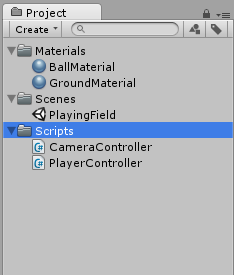 Project
Create
Materials
BallMaterial
GroundMaterial
Scenes
PlayingField
Scripts
CameraController
PlayerController